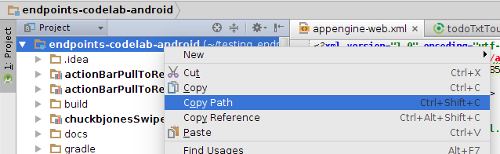 endpoints-codelab-android
1: Project
Project
appengine-web.xml
todoTxtTou
endpoints-codelab-android (~/testing_endp
<?xml version="1.0" encoding="utf-
.idea
New
actionBarPullToRe
Cut Ctrl+X
actionBarPullToRe
Copy Ctrl+C
build
Copy Path Ctrl+Shift+C
chuckbjonesSwipe
Copy Reference Ctrl+Alt+Shift+C
docs
Paste Ctrl+V
gradle
Find Usages Alt+F7